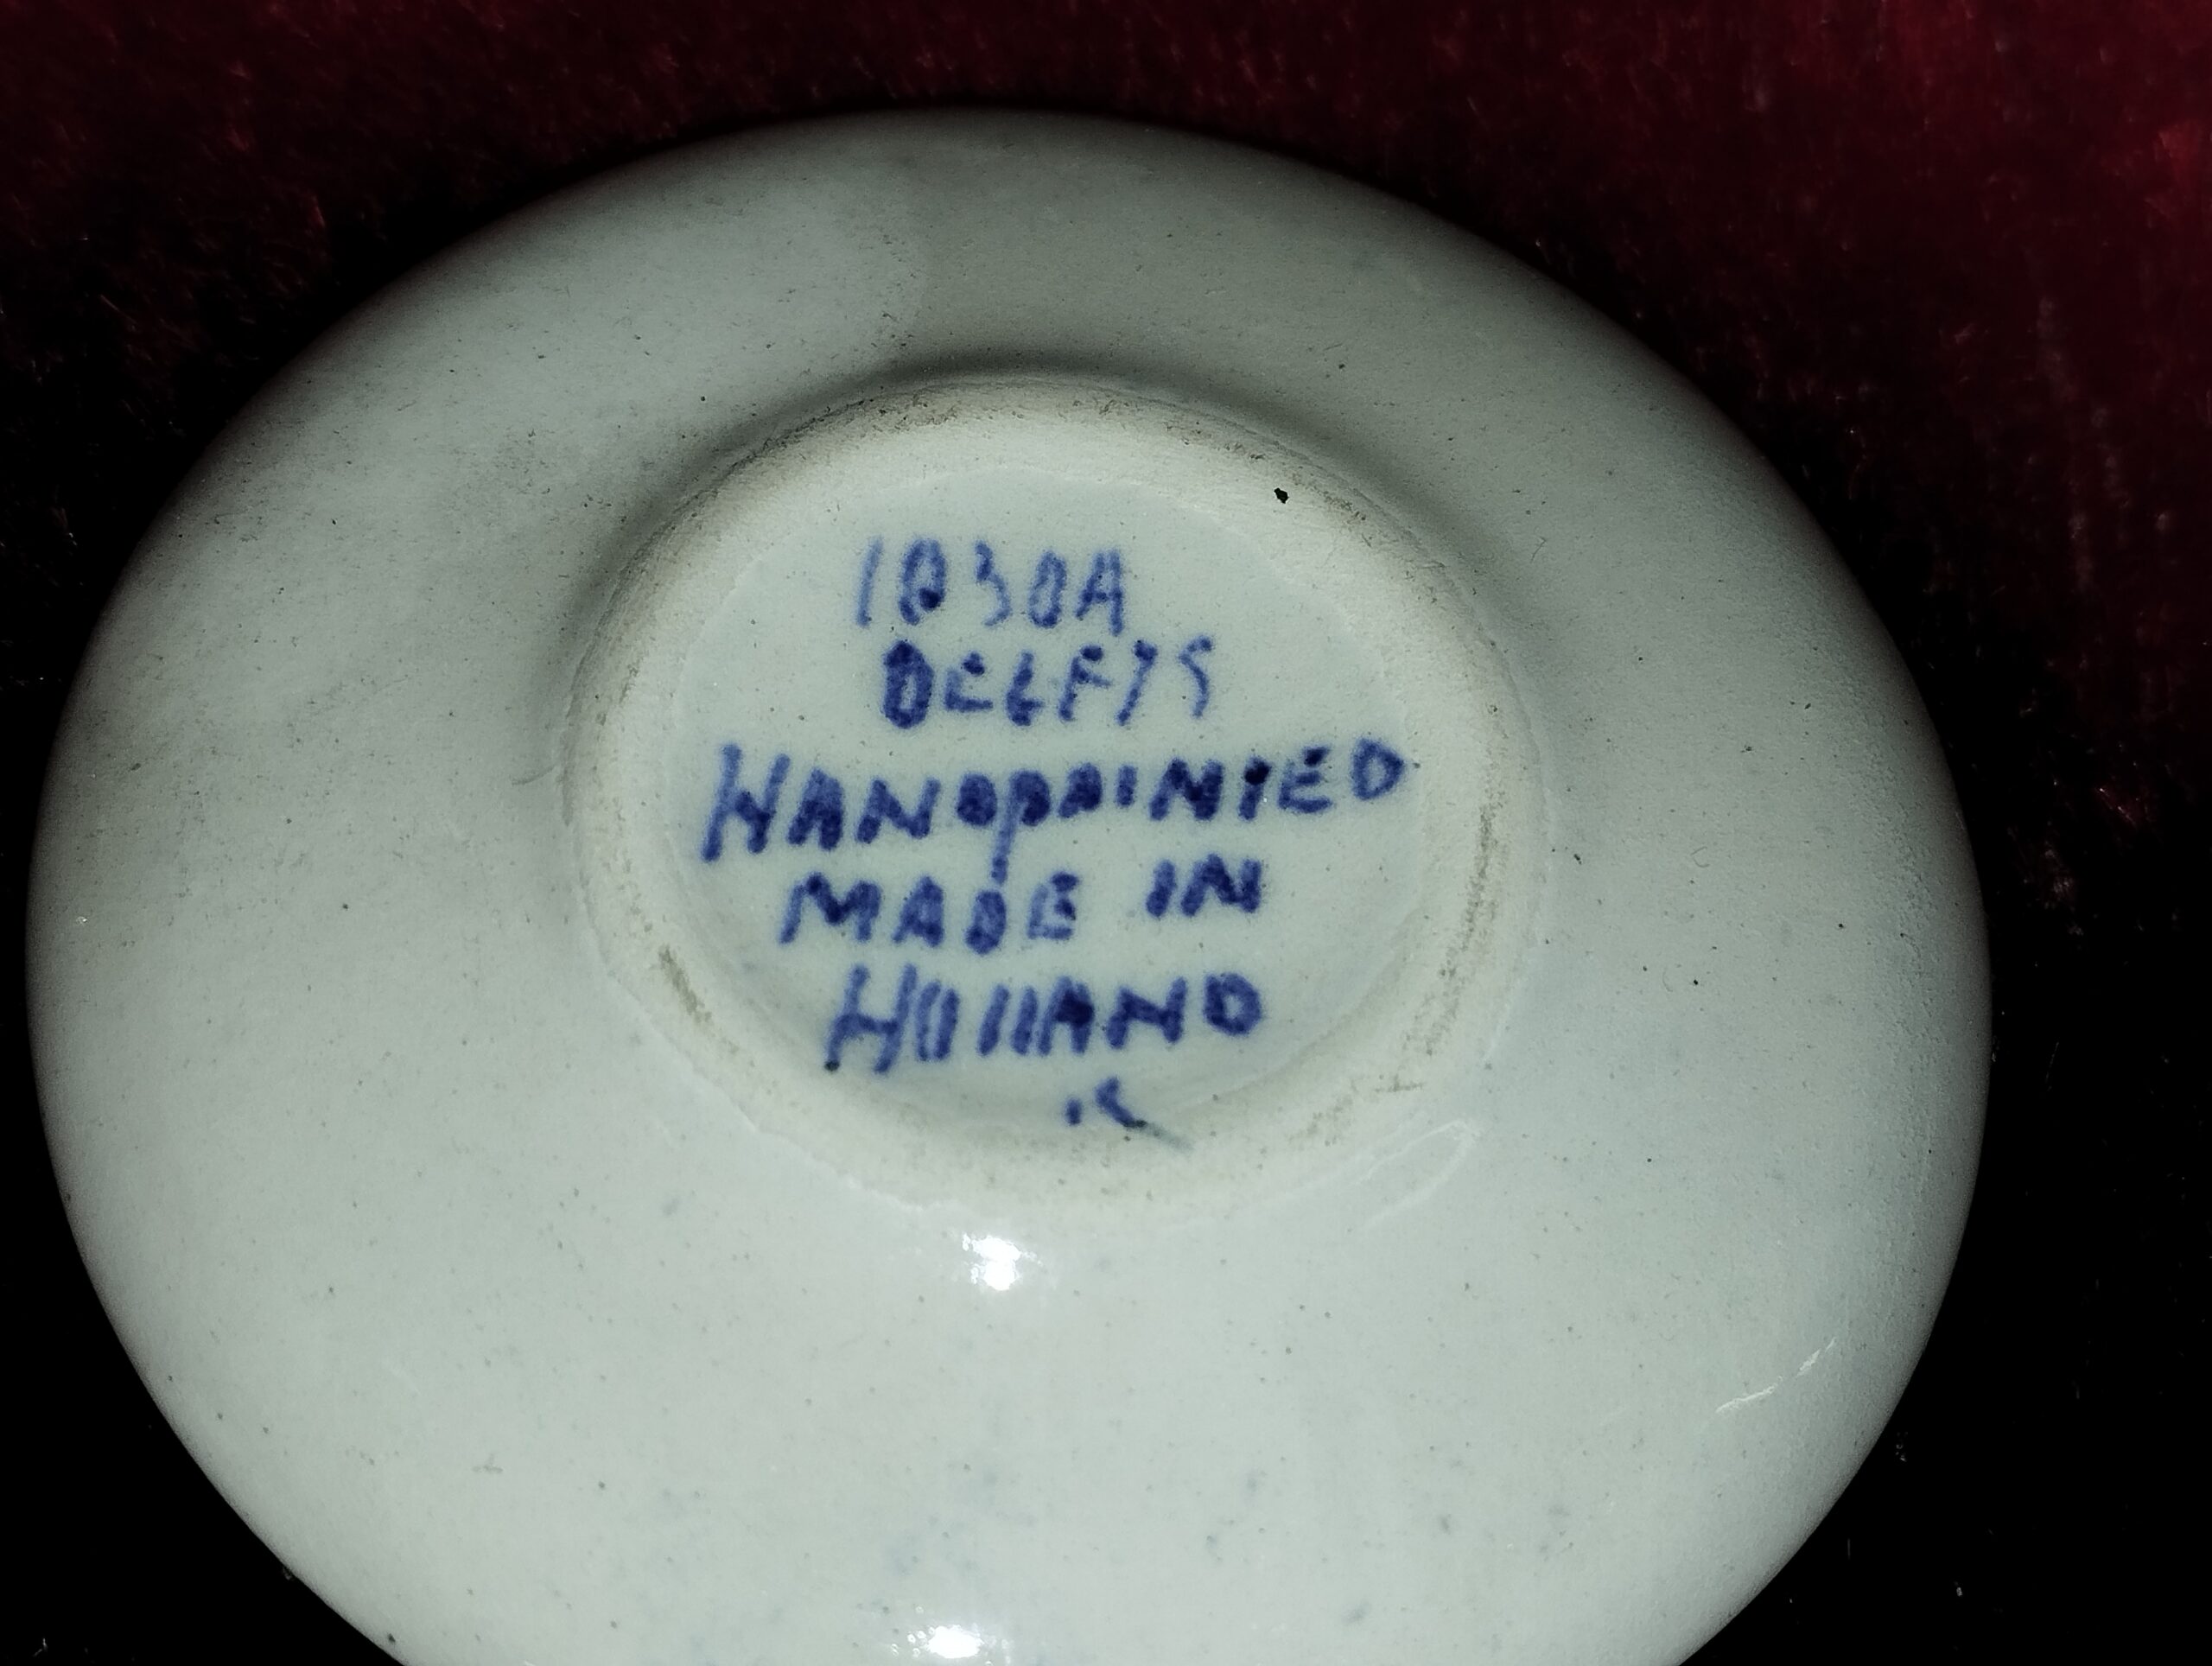 1030A
DELFTS
HANDPAINTED
MADE IN
HOLLAND